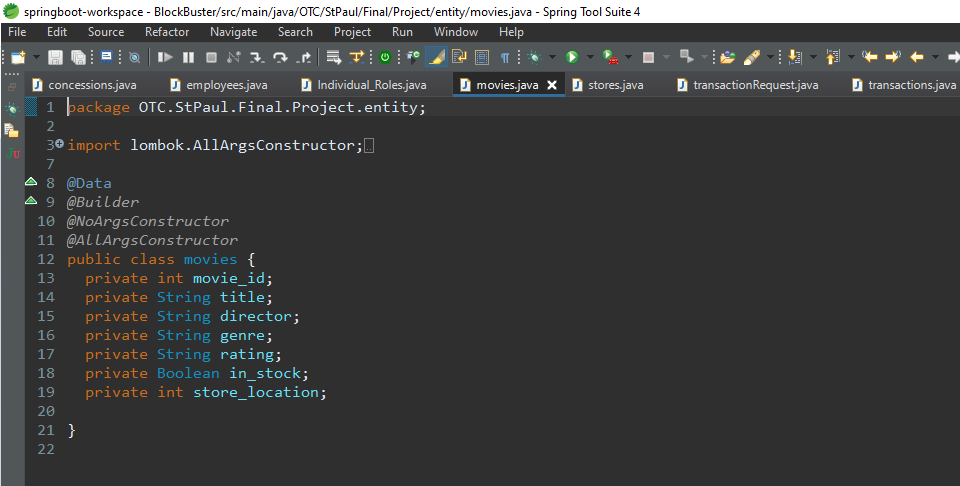 springboot-workspace - BlockBuster/src/main/java/OTC/StPaul/Final/Project/entity/movies.java - Spring Tool Suite 4
File Edit Source Refactor Navigate Search Project Run Window Help
concessions.java employees.java Individual_Roles.java movies.java stores.java transactionRequest.java transactions.java
1 package OTC.StPaul.Final.Project.entity;
2
3 import lombok.AllArgsConstructor;
7
8 @Data
9 @Builder
10 @NoArgsConstructor
11 @AllArgsConstructor
12 public class movies {
13 private int movie_id;
14 private String title;
15 private String director;
16 private String genre;
17 private String rating;
18 private Boolean in_stock;
19 private int store_location;
20
21 }
22